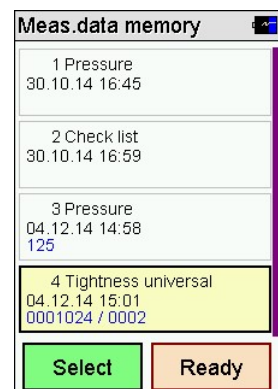 Meas.data memory
1 Pressure
30.10.14 16:45
2 Check list
30.10.14 16:59
3 Pressure
04.12.14 14:58
125
4 Tightness universal
04.12.14 15:01
0001024 / 0002
Select
Ready